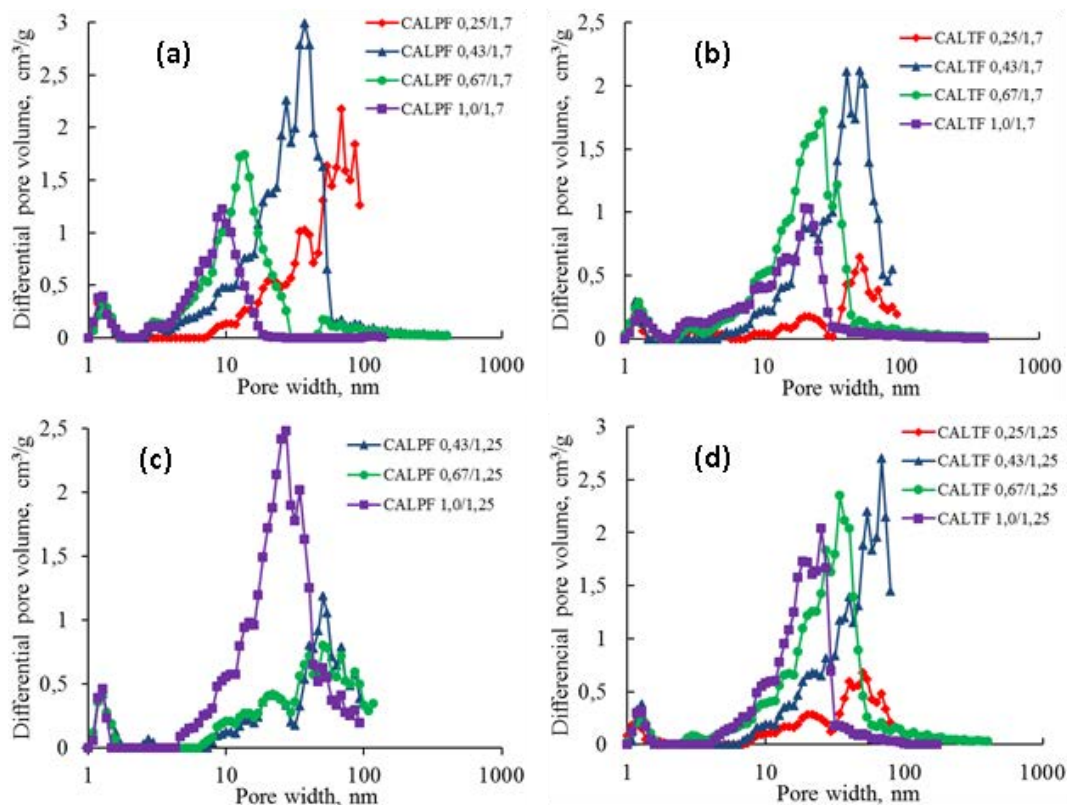 (a)
Differential pore volume, cm³/g
3
2,5
2
1,5
1
0,5
0
1 10 100 1000
Pore width, nm
CALPF 0,25/1,7
CALPF 0,43/1,7
CALPF 0,67/1,7
CALPF 1,0/1,7
(b)
Differential pore volume, cm³/g
2,5
2
1,5
1
0,5
0
1 10 100 1000
Pore width, nm
CALTF 0,25/1,7
CALTF 0,43/1,7
CALTF 0,67/1,7
CALTF 1,0/1,7
(c)
Differential pore volume, cm³/g
2,5
2
1,5
1
0,5
0
1 10 100 1000
Pore width, nm
CALPF 0,43/1,25
CALPF 0,67/1,25
CALPF 1,0/1,25
(d)
Differencial pore volume, cm³/g
3
2,5
2
1,5
1
0,5
0
1 10 100 1000
Pore width, nm
CALTF 0,25/1,25
CALTF 0,43/1,25
CALTF 0,67/1,25
CALTF 1,0/1,25